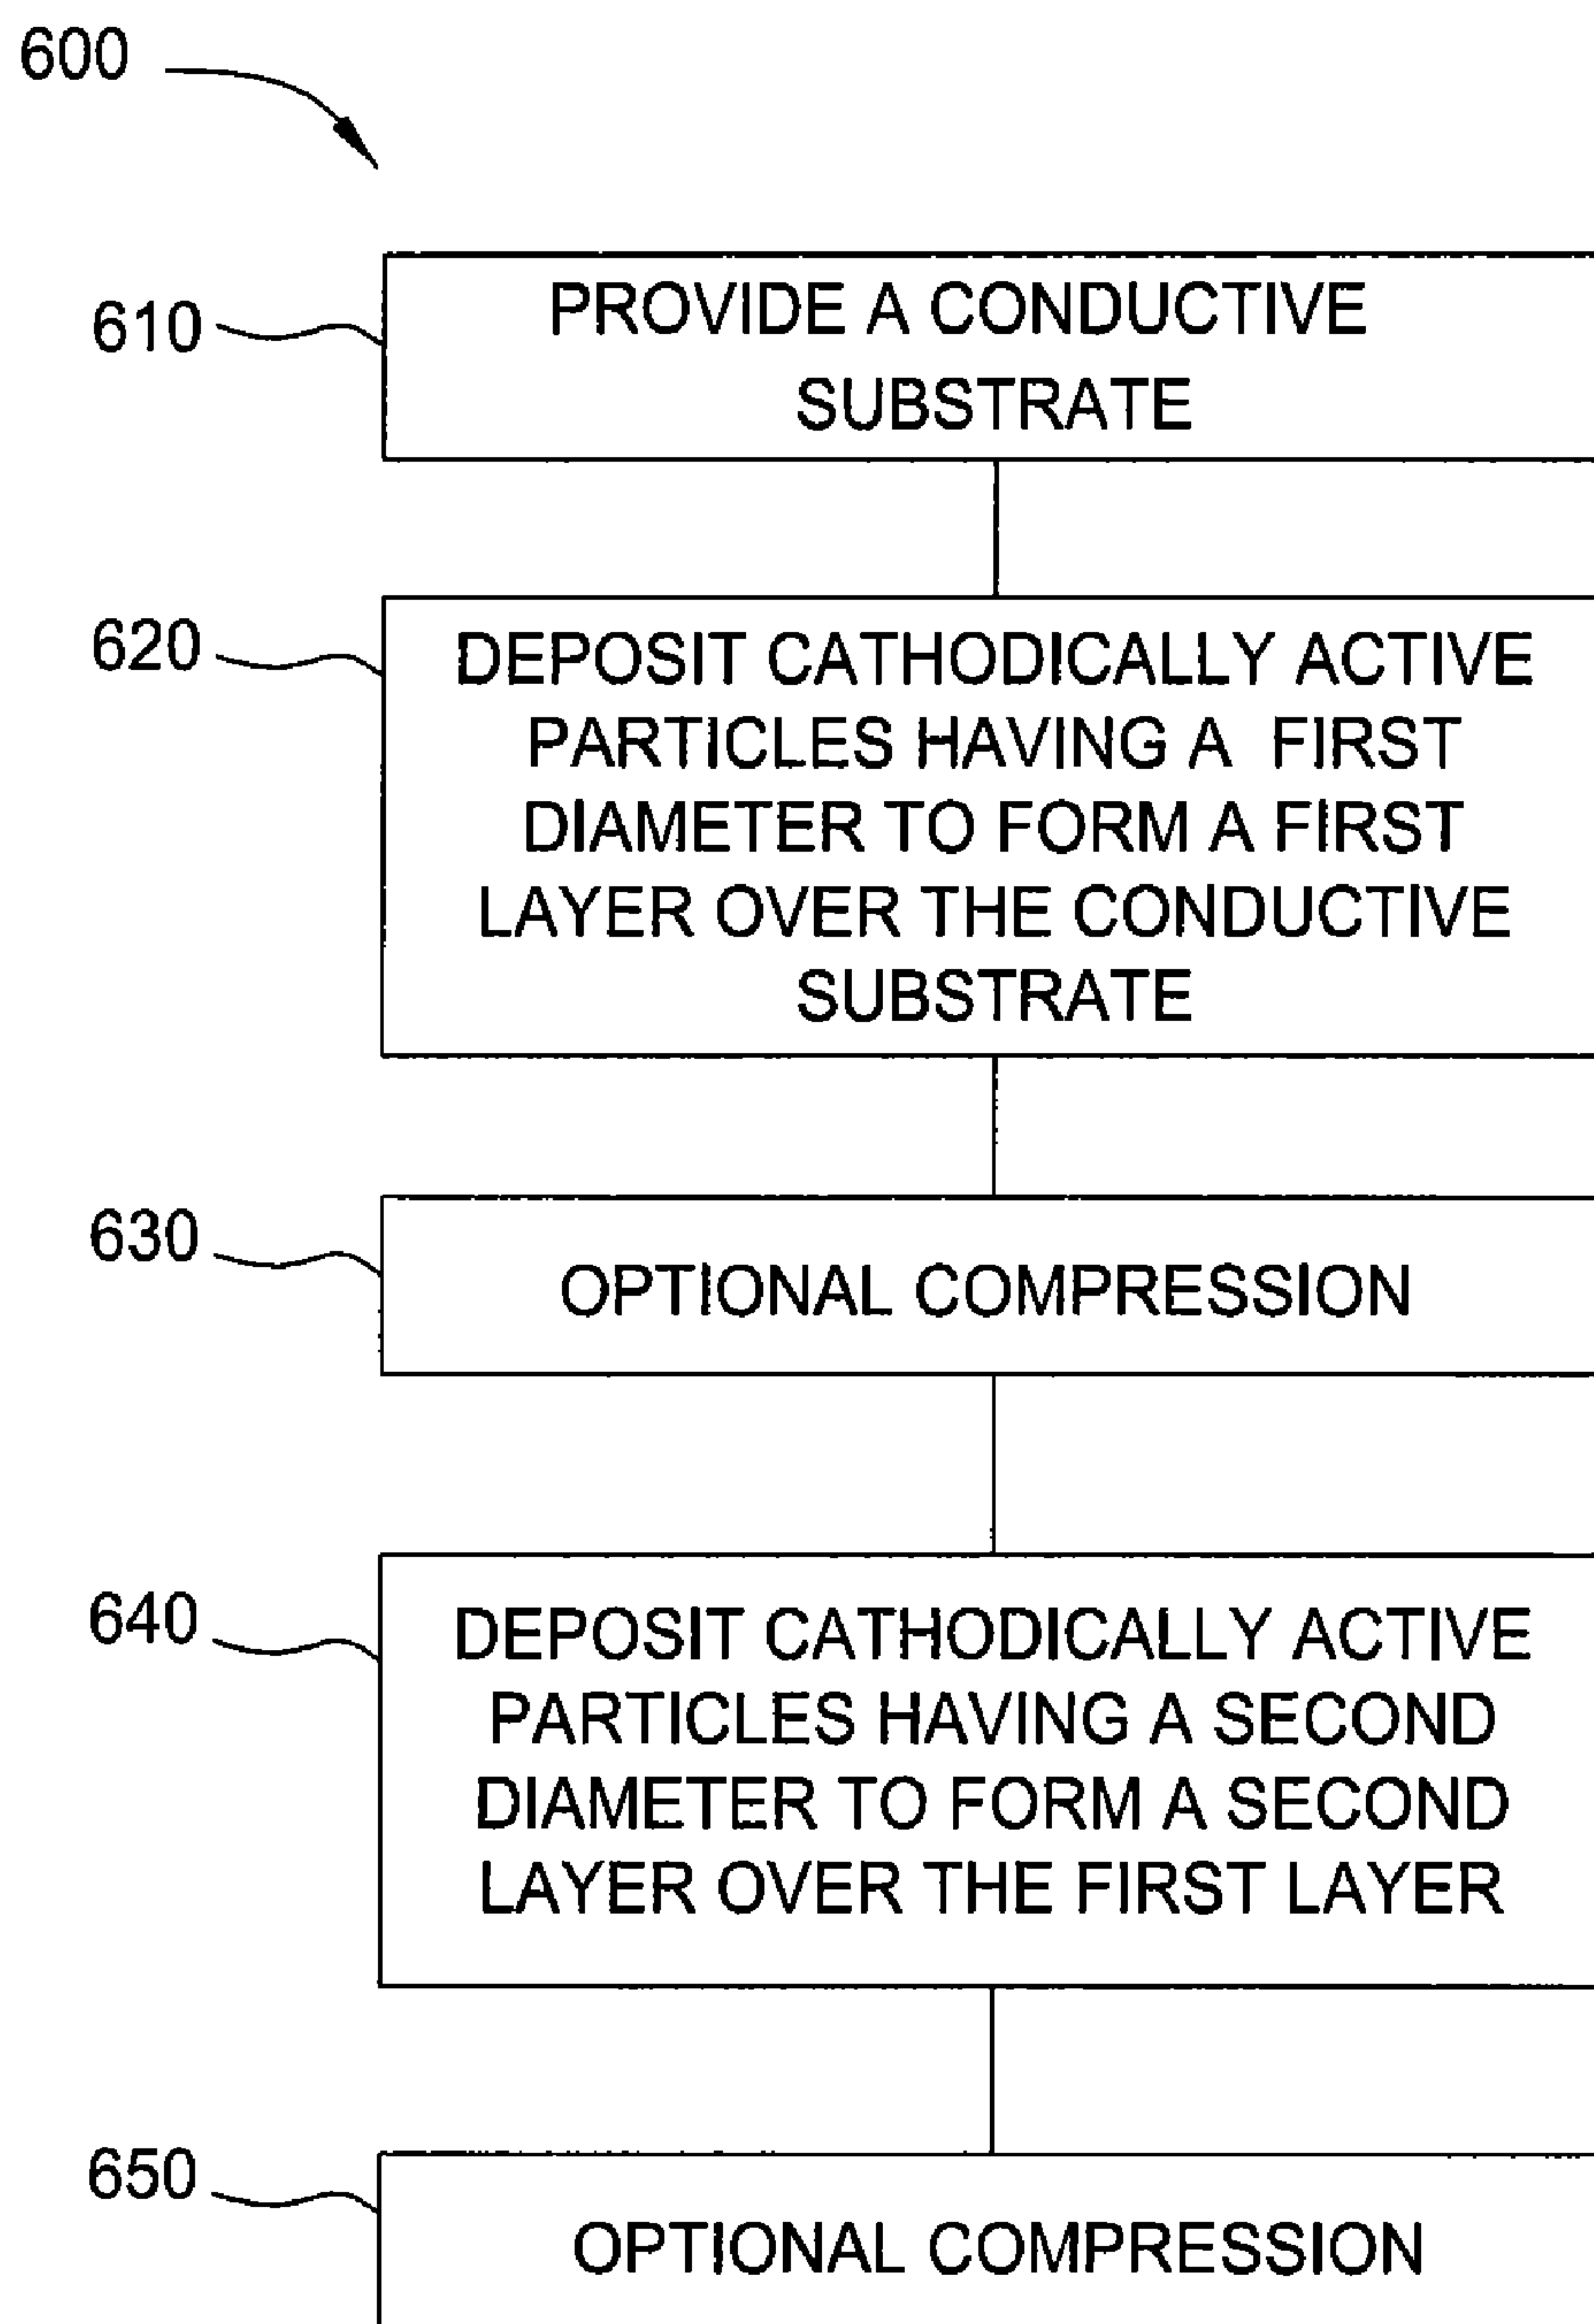 600
610
PROVIDE A CONDUCTIVE
SUBSTRATE
620
DEPOSIT CATHODICALLY ACTIVE
PARTICLES HAVING A FIRST
DIAMETER TO FORM A FIRST
LAYER OVER THE CONDUCTIVE
SUBSTRATE
630
OPTIONAL COMPRESSION
640
DEPOSIT CATHODICALLY ACTIVE
PARTICLES HAVING A SECOND
DIAMETER TO FORM A SECOND
LAYER OVER THE FIRST LAYER
650
OPTIONAL COMPRESSION